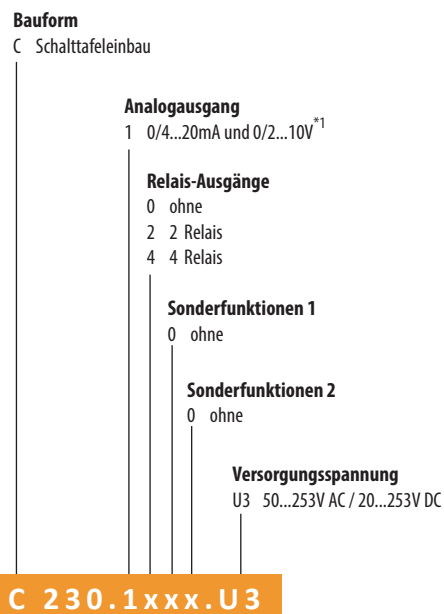 Bauform
C Schalttafeleinbau
Analogausgang
1 0/4...20mA und 0/2...10V*1
Relais-Ausgänge
0 ohne
2 2 Relais
4 4 Relais
Sonderfunktionen 1
0 ohne
Sonderfunktionen 2
0 ohne
Versorgungsspannung
U3 50...253V AC / 20...253V DC
C 230.1xxx.U3